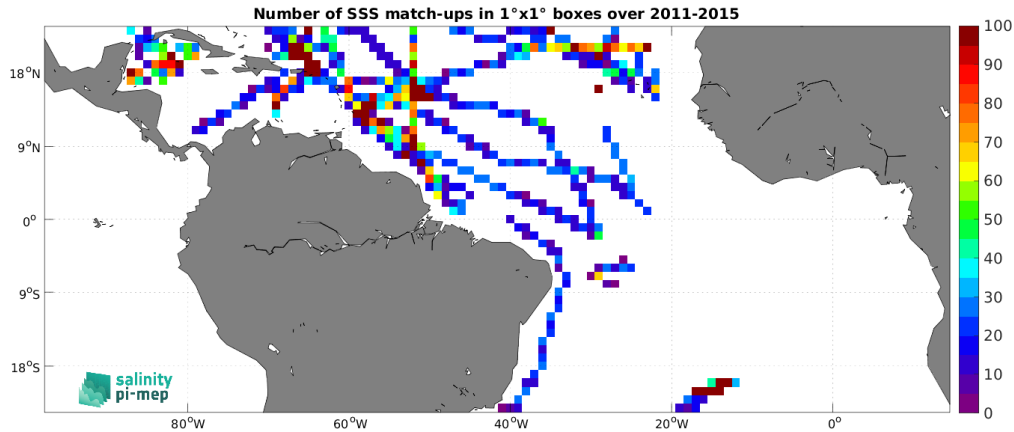 Number of SSS match-ups in 1°x1° boxes over 2011-2015
100
90
80
70
60
50
40
30
20
10
0
18°N
9°N
0°
9°S
18°S
80°W
60°W
40°W
20°W
0°
salinity
pi-mep